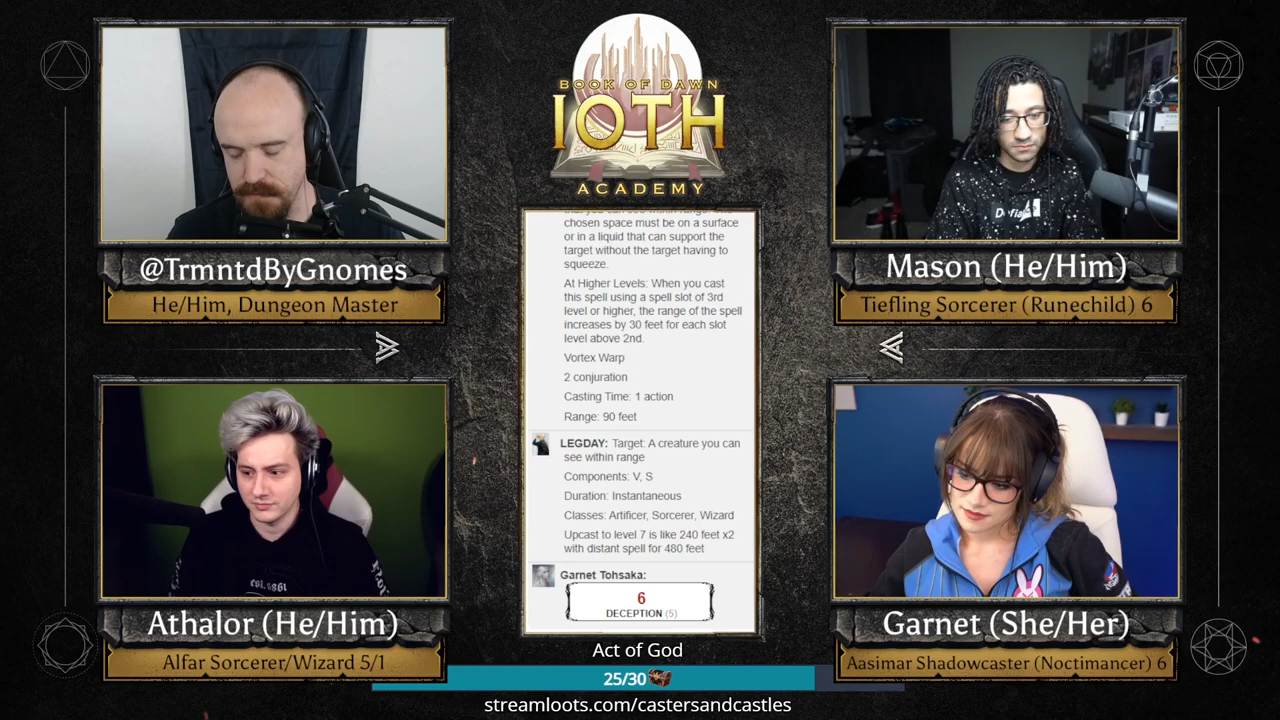 BOOK OF DAWN
IOTH
ACADEMY
@TrmntdByGnomes
He/Him, Dungeon Master
Mason (He/Him)
Tiefling Sorcerer (Runechild) 6
chosen space must be on a surface
or in a liquid that can support the
target without the target having to
squeeze.
At Higher Levels: When you cast
this spell using a spell slot of 3rd
level or higher, the range of the spell
increases by 30 feet for each slot
level above 2nd.
Vortex Warp
2 conjuration
Casting Time: 1 action
Range: 90 feet
LEGDAY: Target: A creature you can
see within range
Components: V, S
Duration: Instantaneous
Classes: Artificer, Sorcerer, Wizard
Upcast to level 7 is like 240 feet x2
with distant spell for 480 feet
Garnet Tohsaka:
6
DECEPTION (5)
Athalor (He/Him)
Alfar Sorcerer/Wizard 5/1
Garnet (She/Her)
Aasimar Shadowcaster (Noctimancer) 6
Act of God
25/30
streamloots.com/castersandcastles